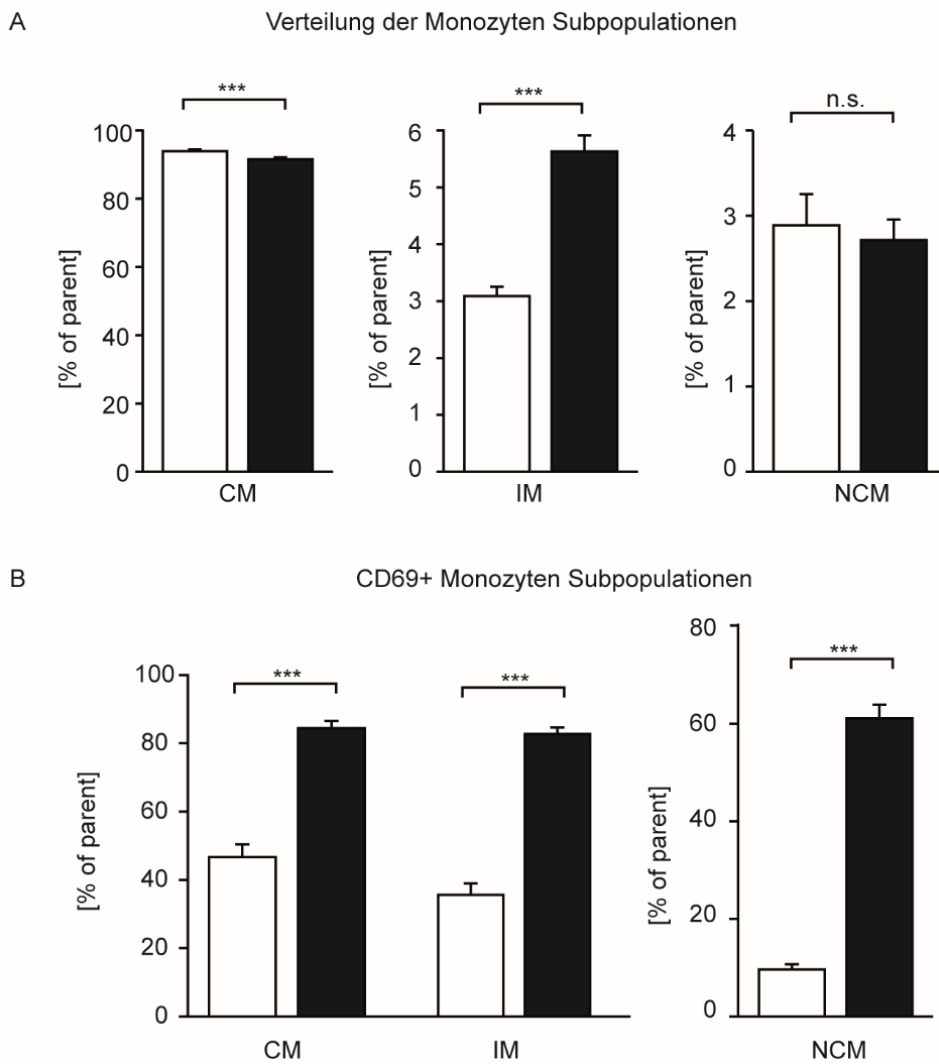 A
Verteilung der Monozyten Subpopulationen
***
[% of parent]
100
80
60
40
20
0
CM
***
[% of parent]
6
5
4
3
2
1
0
IM
n.s.
[% of parent]
4
3
2
1
0
NCM
B
CD69+ Monozyten Subpopulationen
[% of parent]
100
80
60
40
20
0
***
CM
***
IM
[% of parent]
80
60
40
20
0
***
NCM